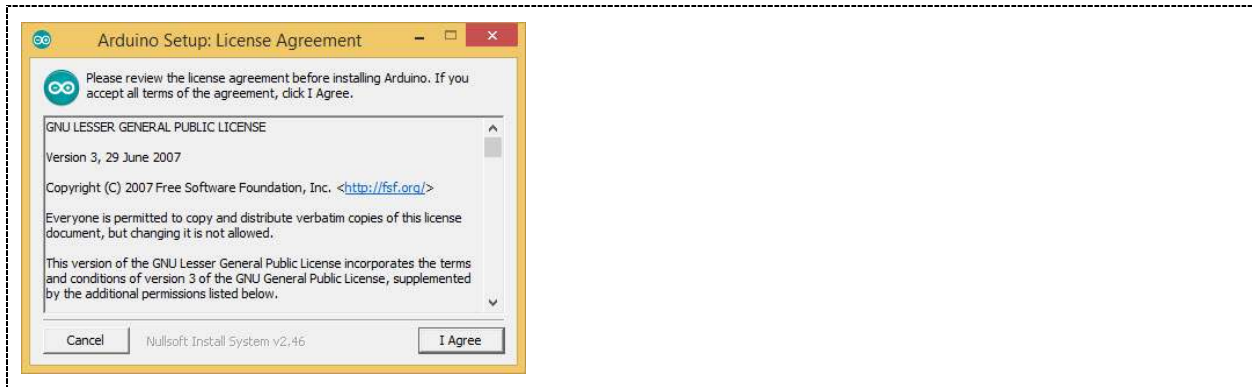 Arduino Setup: License Agreement
Please review the license agreement before installing Arduino. If you
accept all terms of the agreement, click I Agree.
GNU LESSER GENERAL PUBLIC LICENSE
Version 3, 29 June 2007
Copyright (C) 2007 Free Software Foundation, Inc. <http://fsf.org/>
Everyone is permitted to copy and distribute verbatim copies of this license
document, but changing it is not allowed.
This version of the GNU Lesser General Public License incorporates the terms
and conditions of version 3 of the GNU General Public License, supplemented
by the additional permissions listed below.
Cancel Nullsoft Install System v2.46 I Agree